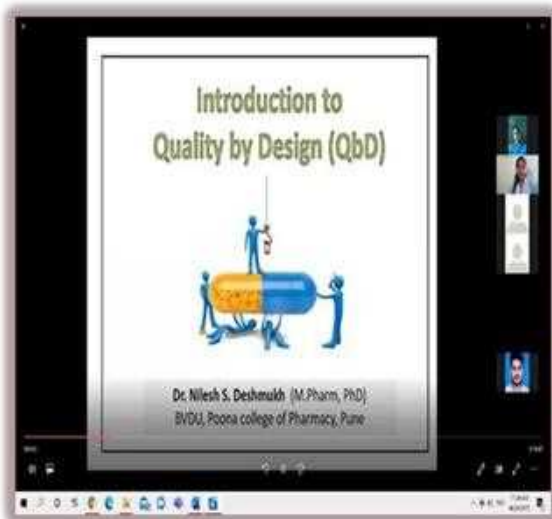 Introduction to
Quality by Design (QbD)
Dr. Nilesh S. Deshmukh (M.Pharm, PhD)
BVDU, Poona college of Pharmacy, Pune